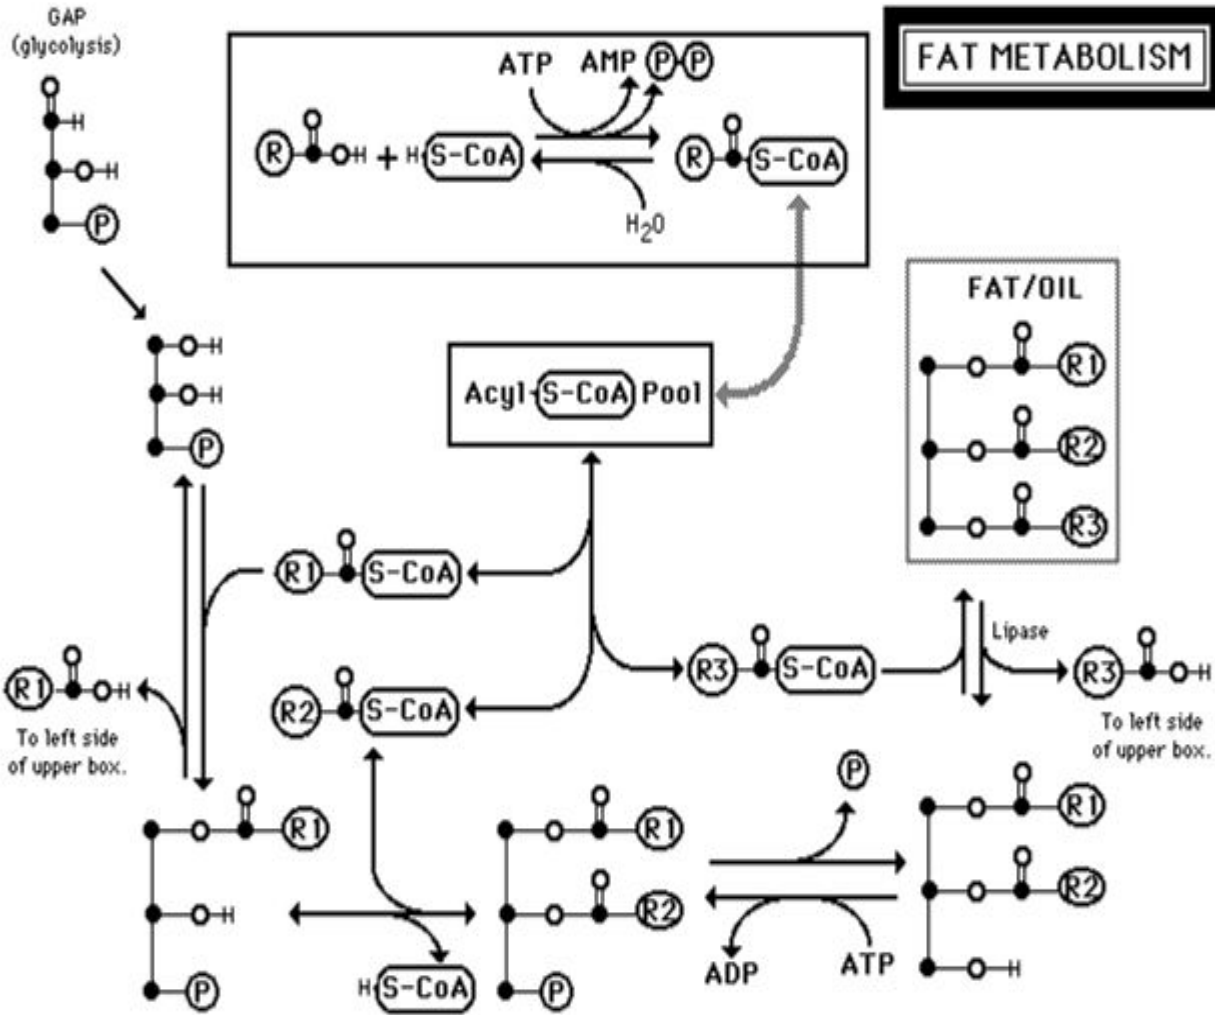 GAP
(glycolysis)
FAT METABOLISM
ATP
AMP
P
P
O
H
O
H
P
R
O
O
H
+
H
S-CoA
R
O
S-CoA
H2O
O
H
O
H
P
Acyl
S-CoA
Pool
FAT/OIL
O
O
R1
O
O
R2
O
O
R3
R1
O
S-CoA
R1
O
O
H
To left side
of upper box.
R2
O
S-CoA
R3
O
S-CoA
Lipase
R3
O
O
H
To left side
of upper box.
O
O
R1
O
H
P
H
S-CoA
O
O
R1
O
O
R2
P
P
ADP
ATP
O
O
R1
O
O
R2
O
H